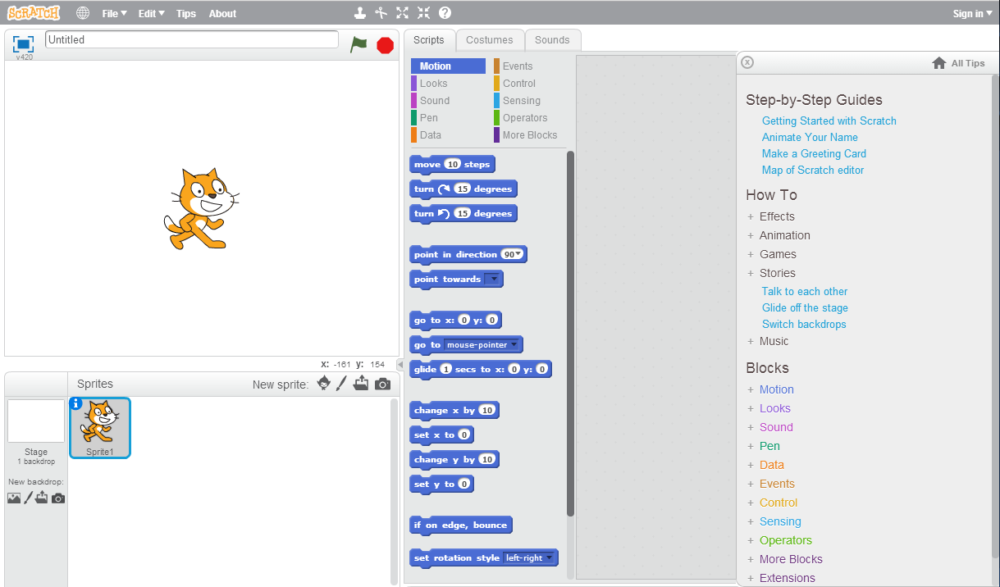 SCRATCH File Edit Tips About Sign in
v420 Untitled
x: -161 y: 154
Sprites New sprite:
Sprite1
Stage
1 backdrop
New backdrop:
Scripts Costumes Sounds
Motion Events
Looks Control
Sound Sensing
Pen Operators
Data More Blocks
move 10 steps
turn 15 degrees
turn 15 degrees
point in direction 90
point towards
go to x: 0 y: 0
go to mouse-pointer
glide 1 secs to x: 0 y: 0
change x by 10
set x to 0
change y by 10
set y to 0
if on edge, bounce
set rotation style left-right
All Tips
Step-by-Step Guides
Getting Started with Scratch
Animate Your Name
Make a Greeting Card
Map of Scratch editor
How To
+ Effects
+ Animation
+ Games
+ Stories
Talk to each other
Glide off the stage
Switch backdrops
+ Music
Blocks
+ Motion
+ Looks
+ Sound
+ Pen
+ Data
+ Events
+ Control
+ Sensing
+ Operators
+ More Blocks
+ Extensions